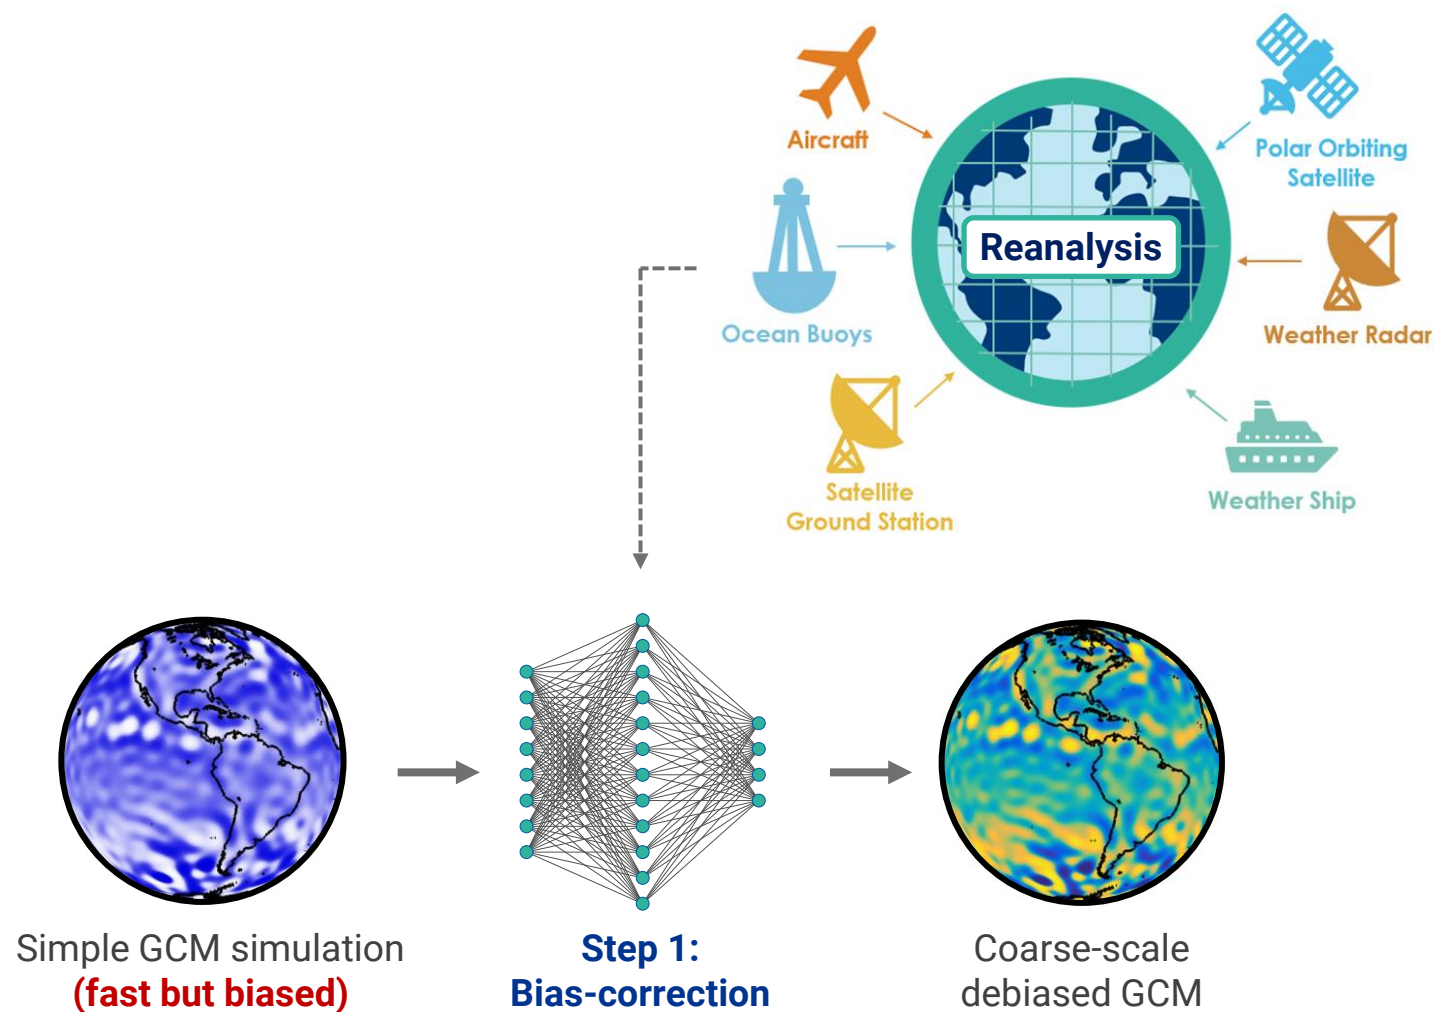 Aircraft
Polar Orbiting
Satellite
Reanalysis
Ocean Buoys
Weather Radar
Satellite
Ground Station
Weather Ship
Simple GCM simulation
(fast but biased)
Step 1:
Bias-correction
Coarse-scale
debiased GCM